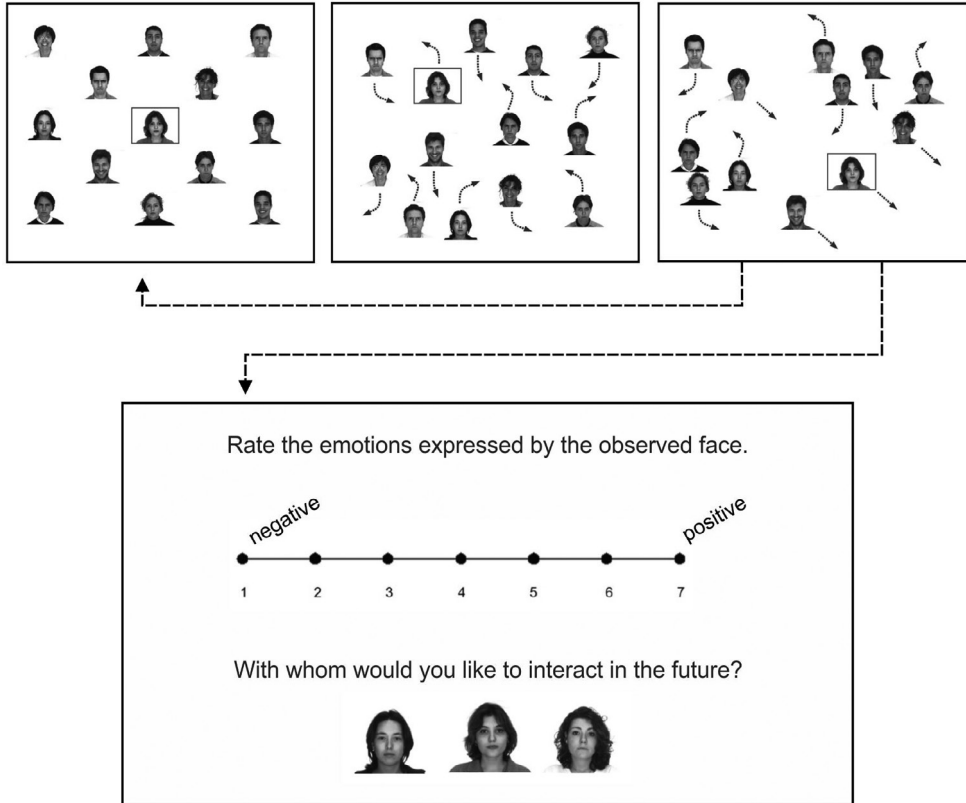 Rate the emotions expressed by the observed face.
negative
positive
1 2 3 4 5 6 7
With whom would you like to interact in the future?